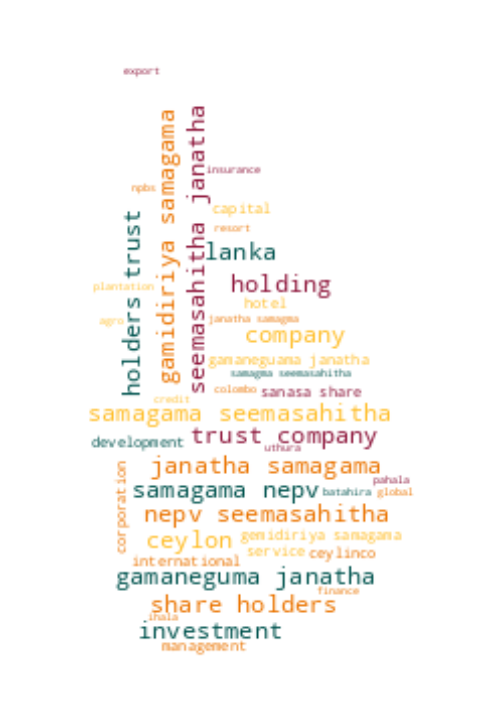 export
seemasahitha janatha
gamidiriya samagama
insurance
npbs
capital
holders trust
resort
lanka
holding
plantation
hotel
agro
janatha samagma
company
gamaneguama janatha
samagma seemasahitha
colombo
sanasa share
credit
samagama seemasahitha
development
trust company
uthura
janatha samagama
corporation
pahala
samagama nepv
batahira
global
nepv seemasahitha
ceylon
gemidiriya samagama
service
ceylinco
international
gamaneguma janatha
finance
share holders
ihala
investment
management